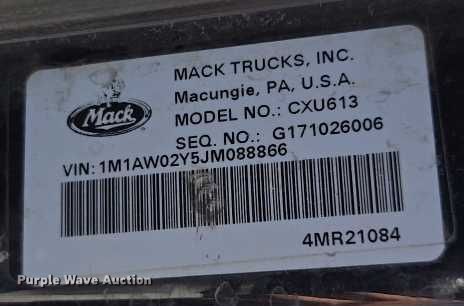 MACK TRUCKS, INC.
Macungie, PA, U.S.A.
MODEL NO.: CXU613
SEQ. NO.: G171026006
Mack
VIN: 1M1AW02Y5JM088866
4MR21084
Purple Wave Auction